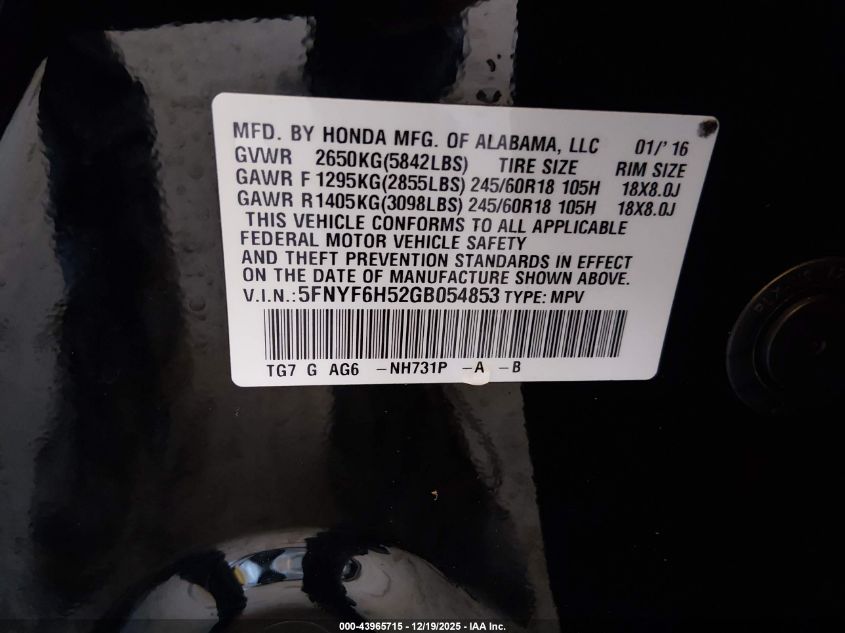 MFD. BY HONDA MFG. OF ALABAMA, LLC 01/'16
GVWR 2650KG(5842LBS) TIRE SIZE RIM SIZE
GAWR F 1295KG(2855LBS) 245/60R18 105H 18X8.0J
GAWR R 1405KG(3098LBS) 245/60R18 105H 18X8.0J
THIS VEHICLE CONFORMS TO ALL APPLICABLE
FEDERAL MOTOR VEHICLE SAFETY
AND THEFT PREVENTION STANDARDS IN EFFECT
ON THE DATE OF MANUFACTURE SHOWN ABOVE.
V.I.N.:5FNYF6H52GB054853 TYPE: MPV
TG7 G AG6 -NH731P -A -B
000-43965715 - 12/19/2025 - IAA Inc.